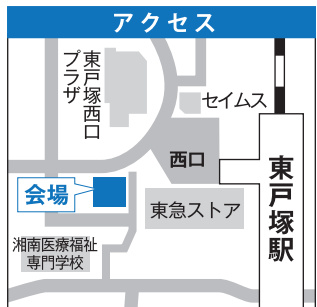 アクセス
東戸塚西口
プラザ
セイムス
西口
東戸塚駅
会場
東急ストア
湘南医療福祉
専門学校